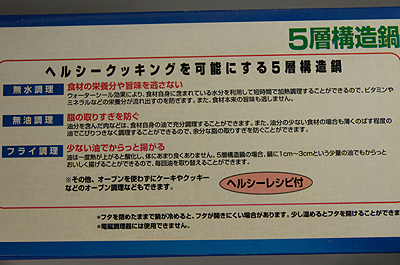 5層構造鍋
ヘルシークッキングを可能にする5層構造鍋
無水調理
食材の栄養分や旨味を逃さない
ウォーターシール効果により、食材自身に含まれている水分を利用して短時間で加熱調理することができるので、ビタミンや
ミネラルなどの栄養分が流れ出すのを防ぎます。また、食材本来の旨味も逃しません。
無油調理
脂の取りすぎを防ぐ
油分を含んだ肉などは、食材自身の油で充分調理することができます。また、油分の少ない食材の場合も薄くのばす程度の
油でこびりつきなく調理することができるので、余分な脂の取りすぎを防ぐことができます。
フライ調理
少ない油でからっと揚がる
油は一度熱が上がると酸化し、体にあまり良くありません。5層構造鍋の場合、鍋に1cm〜3cmという少量の油でもからっと
おいしく揚げることができるので、毎回油を取り替えることができます。
※その他、オーブンを使わずにケーキやクッキー
などのオーブン調理などもできます。
ヘルシーレシピ付
*フタを閉めたままで鍋が冷めると、フタが開きにくい場合があります。少し温めるとフタを開けることができます
*電磁調理器には使用できません。